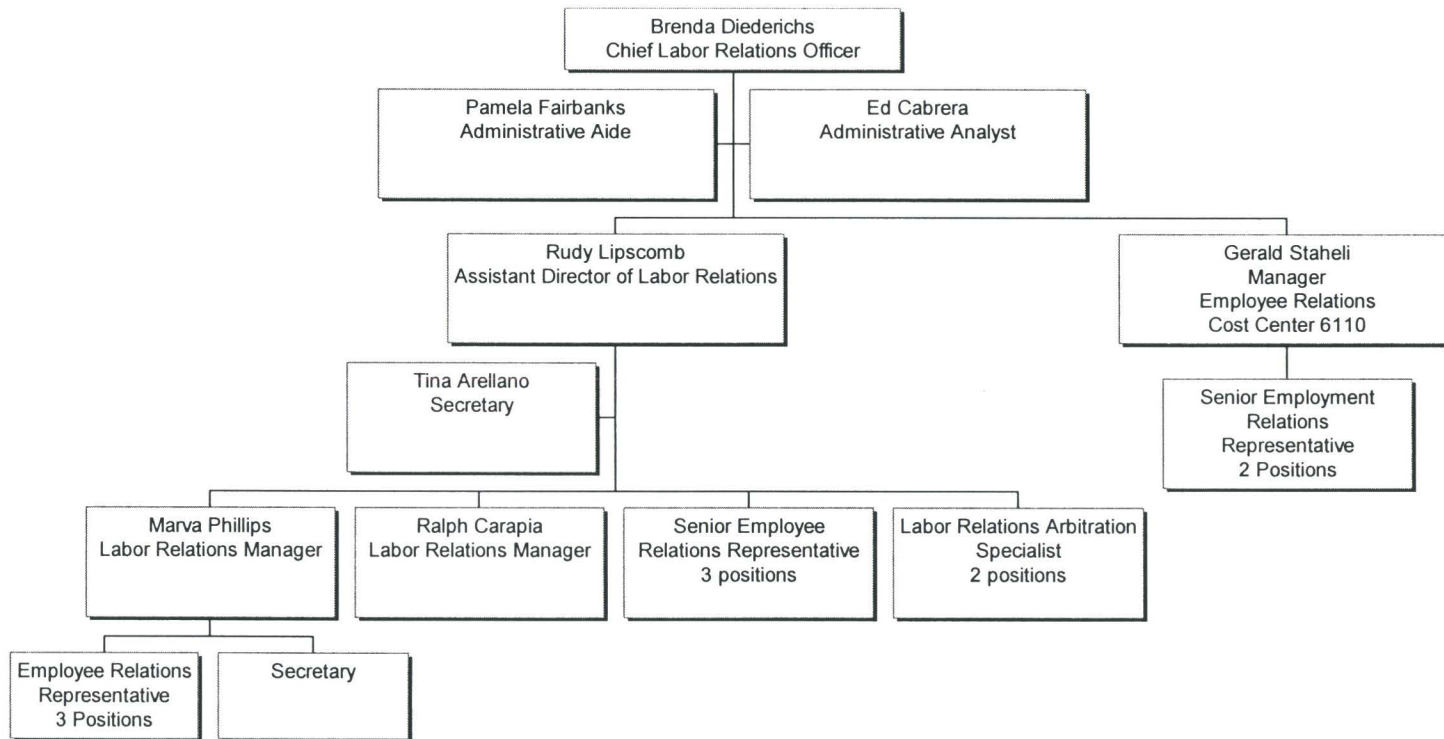 Brenda Diederichs
Chief Labor Relations Officer
Pamela Fairbanks
Administrative Aide
Ed Cabrera
Administrative Analyst
Rudy Lipscomb
Assistant Director of Labor Relations
Gerald Staheli
Manager
Employee Relations
Cost Center 6110
Tina Arellano
Secretary
Senior Employment
Relations
Representative
2 Positions
Marva Phillips
Labor Relations Manager
Ralph Carapia
Labor Relations Manager
Senior Employee
Relations Representative
3 positions
Labor Relations Arbitration
Specialist
2 positions
Employee Relations
Representative
3 Positions
Secretary